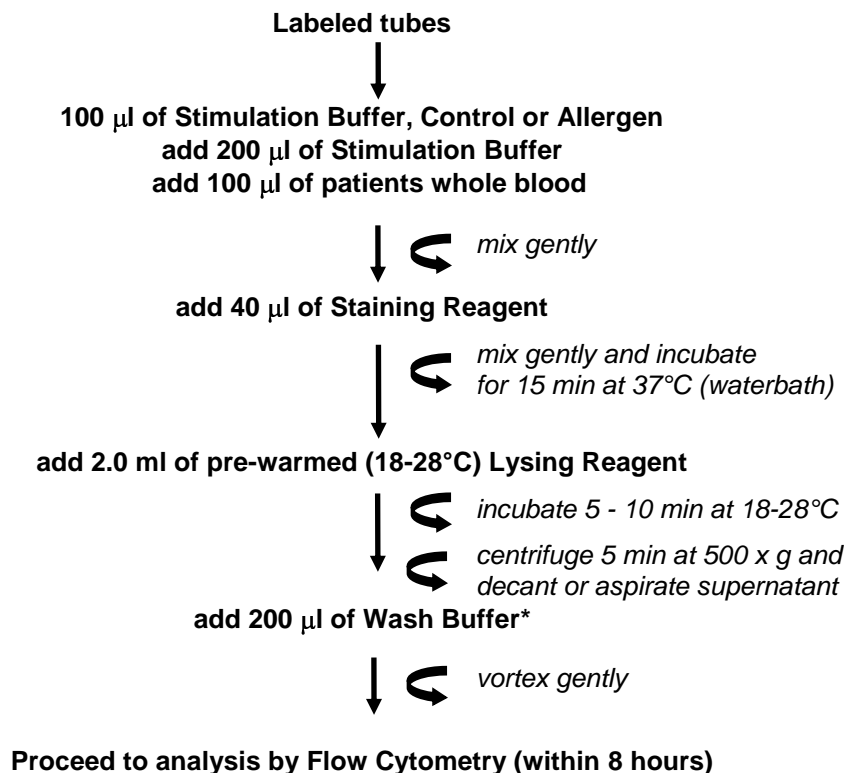 Labeled tubes
100 μl of Stimulation Buffer, Control or Allergen
add 200 μl of Stimulation Buffer
add 100 μl of patients whole blood
mix gently
add 40 μl of Staining Reagent
mix gently and incubate
for 15 min at 37°C (waterbath)
add 2.0 ml of pre-warmed (18-28°C) Lysing Reagent
incubate 5 - 10 min at 18-28°C
centrifuge 5 min at 500 x g and
decant or aspirate supernatant
add 200 μl of Wash Buffer*
vortex gently
Proceed to analysis by Flow Cytometry (within 8 hours)